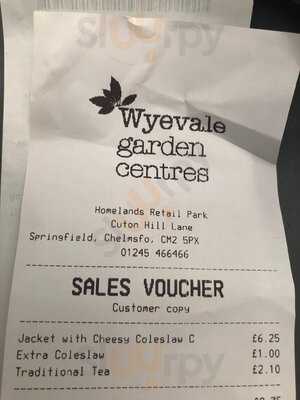 Wyevale
garden
centres
Homelands Retail Park
Cuton Hill Lane
Springfield, Chelmsfo, CM2 5PX
01245 466466
SALES VOUCHER
Customer copy
Jacket with Cheesy Coleslaw C £6.25
Extra Coleslaw £1.00
Traditional Tea £2.10